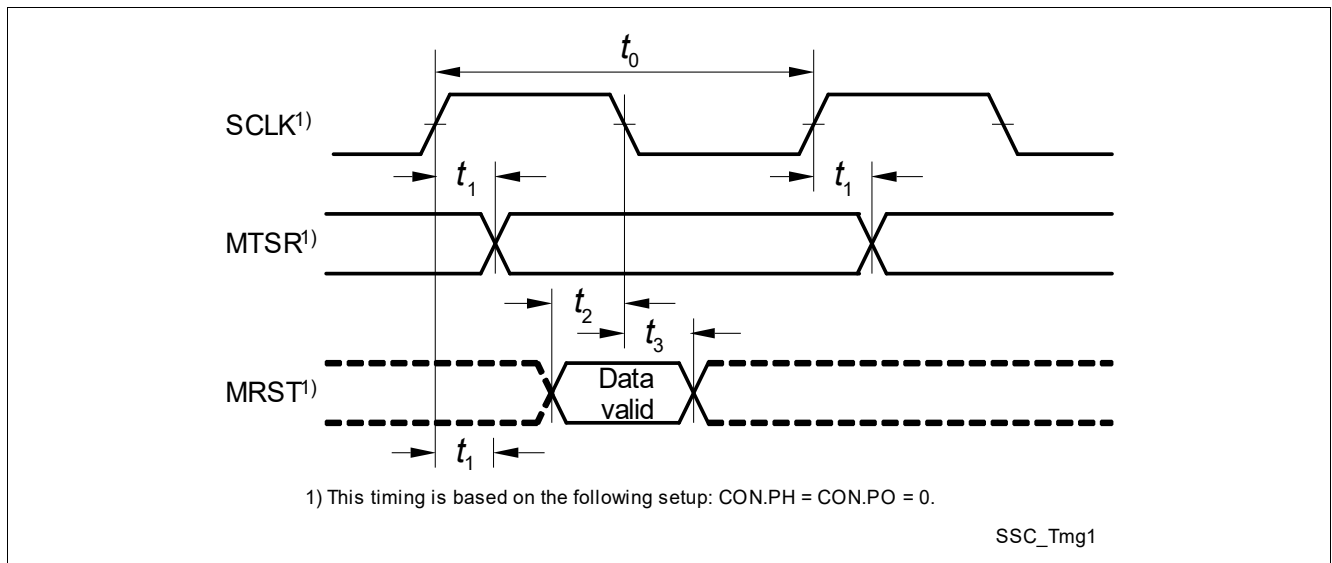 t₀
SCLK¹⁾
t₁ t₁
MTSR¹⁾
t₂
t₃
MRST¹⁾
Data
valid
t₁
1) This timing is based on the following setup: CON.PH = CON.PO = 0.
SSC_Tmg1